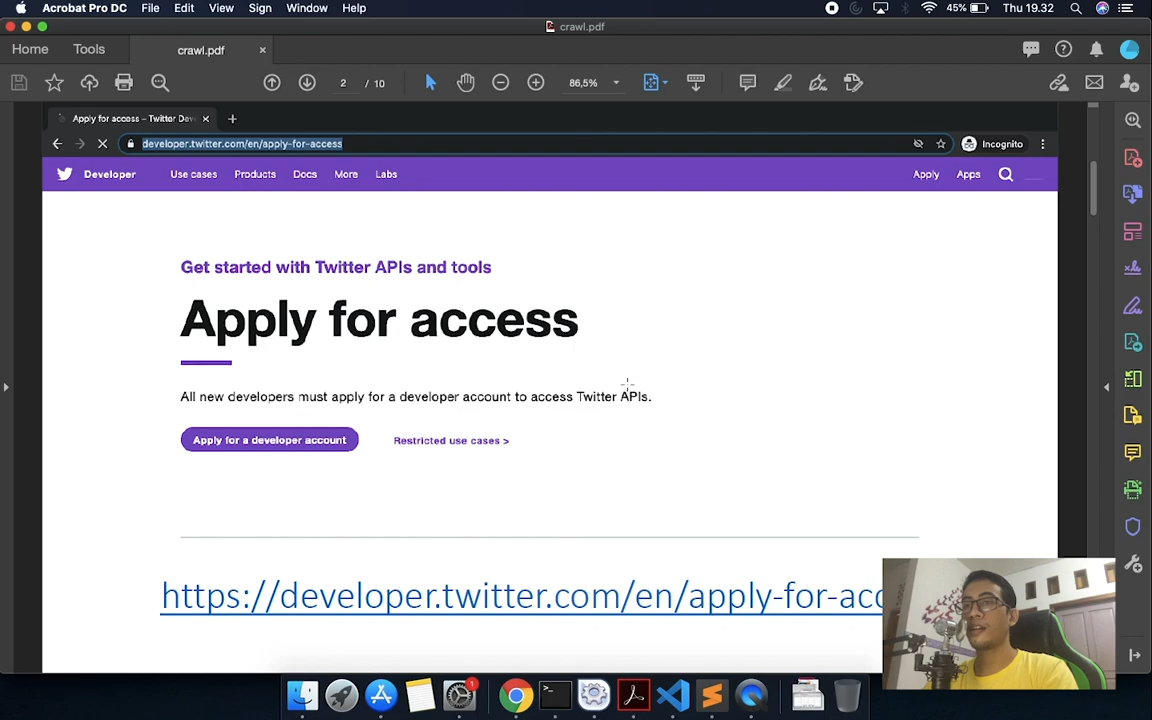 Acrobat Pro DC File Edit View Sign Window Help 45% Thu 19.32
crawl.pdf
Home Tools crawl.pdf ×
2 / 10 86,5%
Apply for access – Twitter Dev
developer.twitter.com/en/apply-for-access Incognito
Developer Use cases Products Docs More Labs Apply Apps
Get started with Twitter APIs and tools
Apply for access
All new developers must apply for a developer account to access Twitter APIs.
Apply for a developer account Restricted use cases >
https://developer.twitter.com/en/apply-for-acc
1